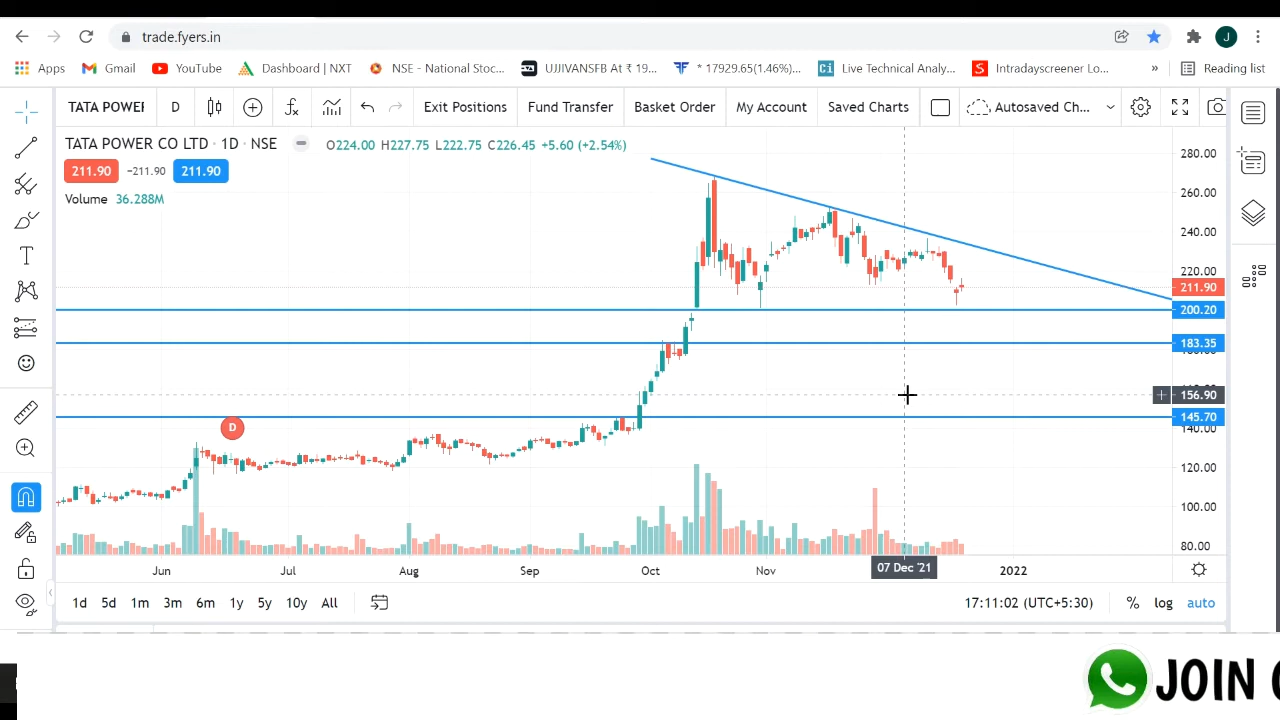 trade.fyers.in
J
Apps Gmail YouTube Dashboard | NXT NSE - National Stoc... UJJIVANSFB At ₹ 19... * 17929.65(1.46%)... Live Technical Analy... Intradayscreener Lo... » Reading list
TATA POWER D Exit Positions Fund Transfer Basket Order My Account Saved Charts Autosaved Ch...
TATA POWER CO LTD · 1D · NSE O224.00 H227.75 L222.75 C226.45 +5.60 (+2.54%)
211.90 −211.90 211.90
Volume 36.288M
280.00
260.00
240.00
220.00
211.90
200.20
183.35
156.90
145.70
140.00
120.00
100.00
80.00
D
Jun Jul Aug Sep Oct Nov 07 Dec '21 2022
1d 5d 1m 3m 6m 1y 5y 10y All 17:11:02 (UTC+5:30) % log auto
JOIN